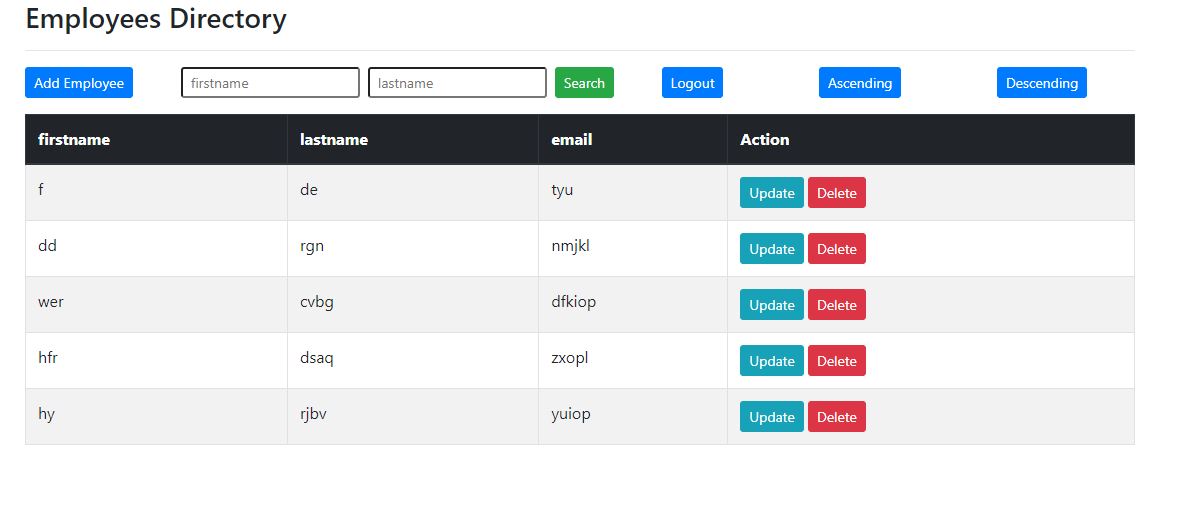 Employees Directory
Add Employee firstname lastname Search Logout Ascending Descending
firstname lastname email Action
f de tyu Update Delete
dd rgn nmjkl Update Delete
wer cvbg dfkiop Update Delete
hfr dsaq zxopl Update Delete
hy rjbv yuiop Update Delete